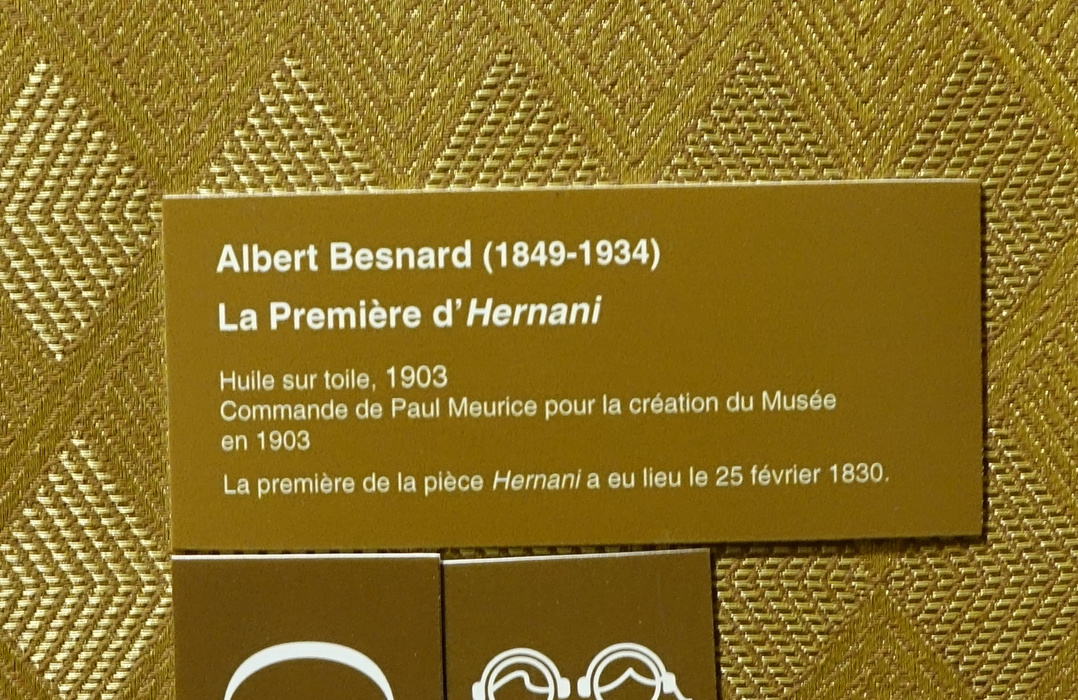 Albert Besnard (1849-1934)
La Première d'Hernani
Huile sur toile, 1903
Commande de Paul Meurice pour la création du Musée
en 1903
La première de la pièce Hernani a eu lieu le 25 février 1830.